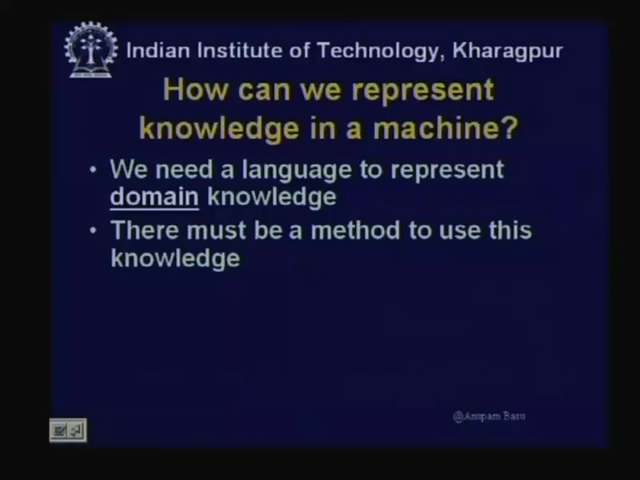 Indian Institute of Technology, Kharagpur
How can we represent
knowledge in a machine?
• We need a language to represent
domain knowledge
• There must be a method to use this
knowledge
@Anupam Basu